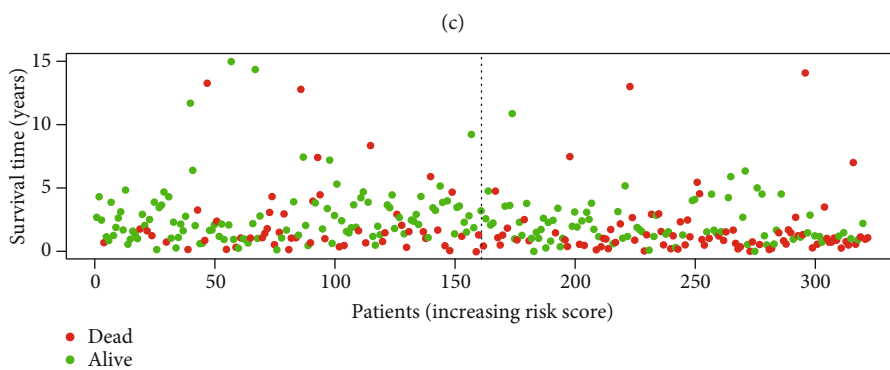 (c)
15
10
5
0
Survival time (years)
0 50 100 150 200 250 300
Patients (increasing risk score)
Dead
Alive